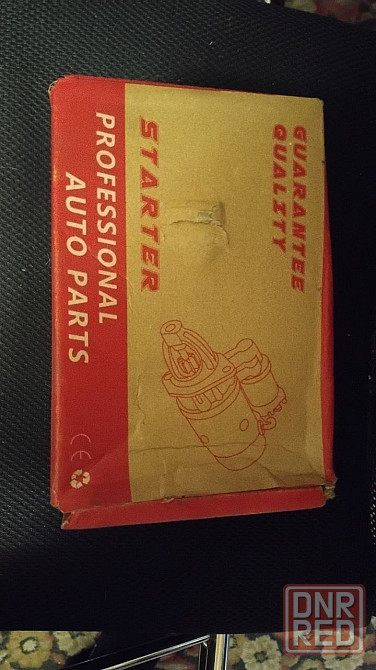 GUARANTEE
QUALITY
STARTER
PROFESSIONAL
AUTO PARTS
CE
DNR
RED